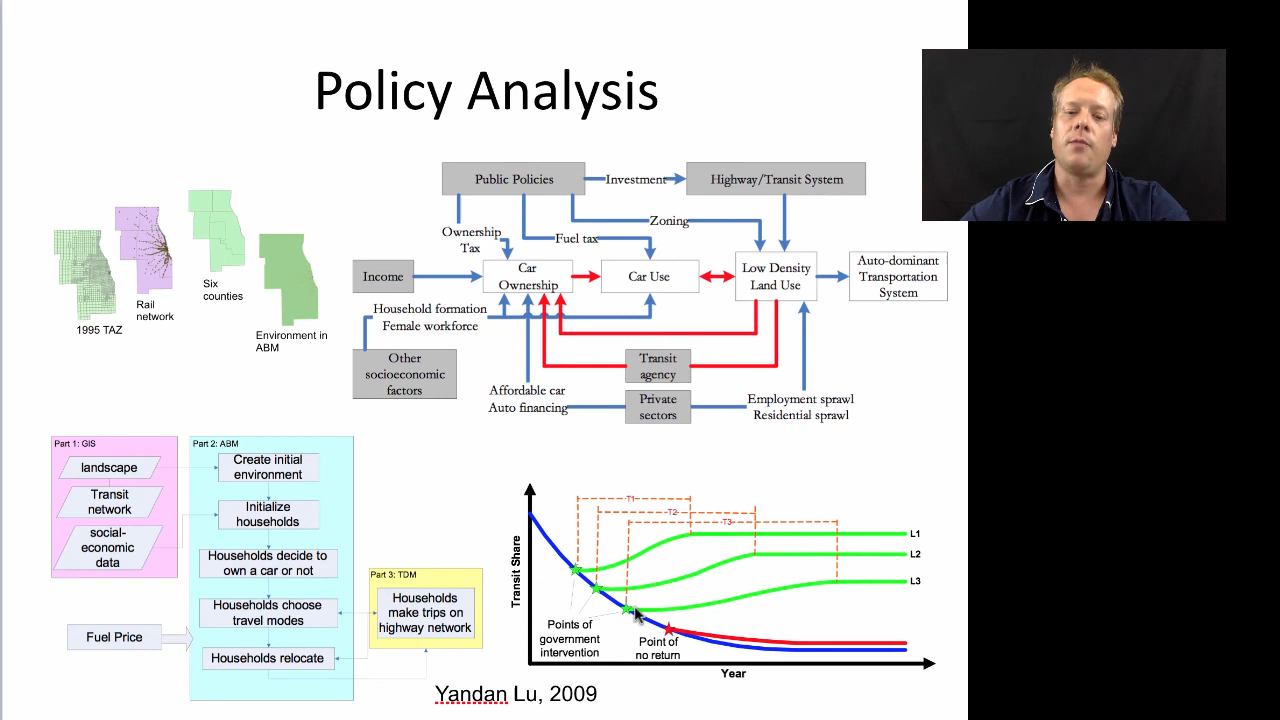 Policy Analysis
1995 TAZ
Rail
network
Six
counties
Environment in
ABM
Public Policies
Investment
Highway/Transit System
Ownership
Tax
Fuel tax
Zoning
Income
Car
Ownership
Car Use
Low Density
Land Use
Auto-dominant
Transportation
System
Household formation
Female workforce
Other
socioeconomic
factors
Transit
agency
Affordable car
Auto financing
Private
sectors
Employment sprawl
Residential sprawl
Part 1: GIS
landscape
Transit
network
social-
economic
data
Part 2: ABM
Create initial
environment
Initialize
households
Households decide to
own a car or not
Households choose
travel modes
Households relocate
Fuel Price
Part 3: TDM
Households
make trips on
highway network
Transit Share
T1
T2
T3
L1
L2
L3
Points of
government
intervention
Point of
no return
Year
Yandan Lu, 2009